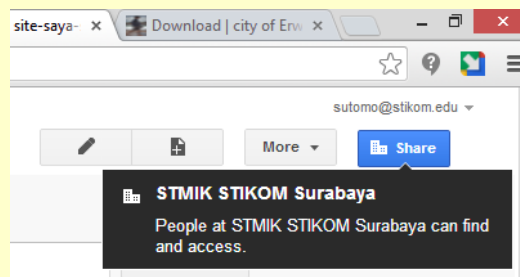 site-saya-
Download | city of Erw
sutomo@stikom.edu
More
Share
STMIK STIKOM Surabaya
People at STMIK STIKOM Surabaya can find
and access.